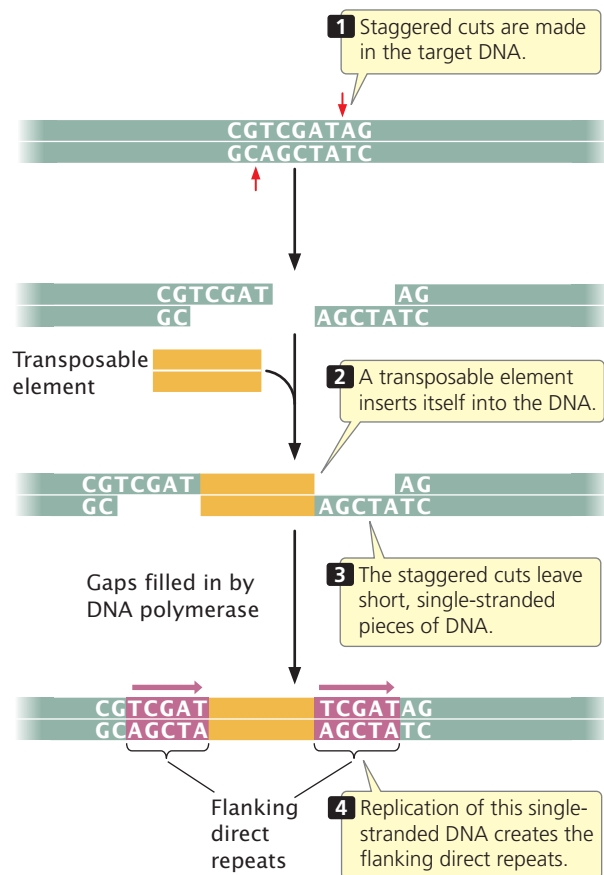 1 Staggered cuts are made
in the target DNA.
CGTCGATAG
GCAGCTATC
CGTCGAT
AG
GC
AGCTATC
Transposable
element
2 A transposable element
inserts itself into the DNA.
CGTCGAT
AG
GC
AGCTATC
Gaps filled in by
DNA polymerase
3 The staggered cuts leave
short, single-stranded
pieces of DNA.
CGTCGAT
TCGATAG
GCAGCTA
AGCTATC
Flanking
direct
repeats
4 Replication of this single-
stranded DNA creates the
flanking direct repeats.